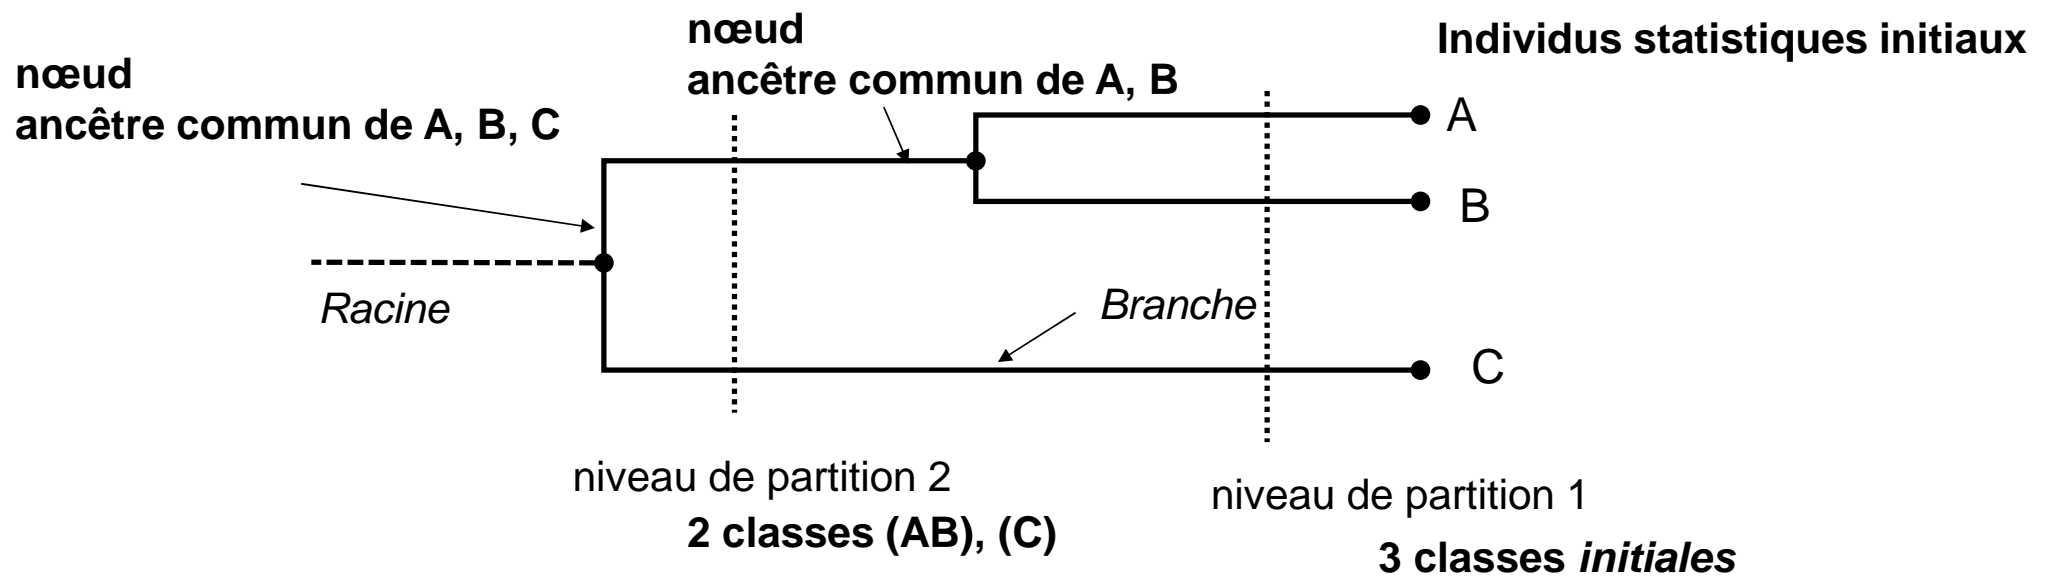 nœud
ancêtre commun de A, B, C
nœud
ancêtre commun de A, B
Individus statistiques initiaux
A
B
Racine
Branche
C
niveau de partition 2
2 classes (AB), (C)
niveau de partition 1
3 classes initiales